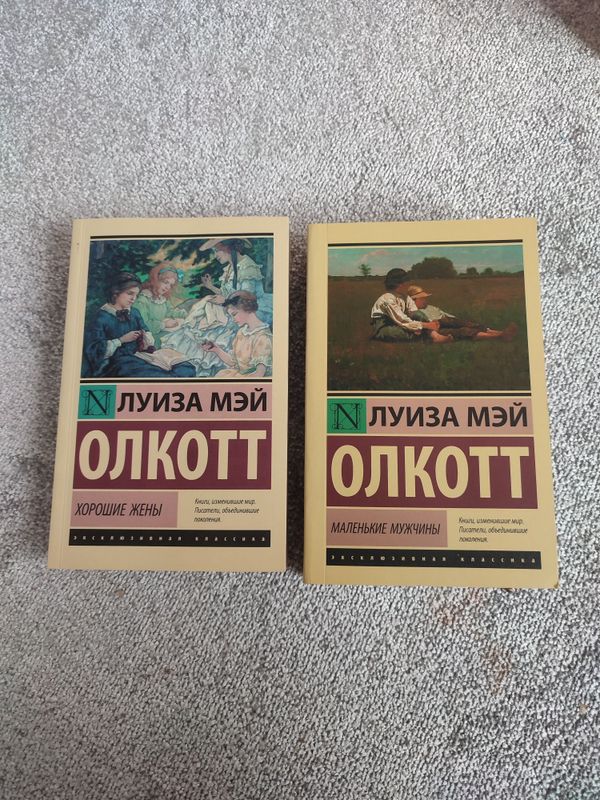 ЛУИЗА МЭЙ
ОЛКОТТ
ХОРОШИЕ ЖЕНЫ
Книги, изменившие мир.
Писатели, объединившие
поколения.
ЭКСКЛЮЗИВНАЯ КЛАССИКА
ЛУИЗА МЭЙ
ОЛКОТТ
МАЛЕНЬКИЕ МУЖЧИНЫ
Книги, изменившие мир.
Писатели, объединившие
поколения.
ЭКСКЛЮЗИВНАЯ КЛАССИКА